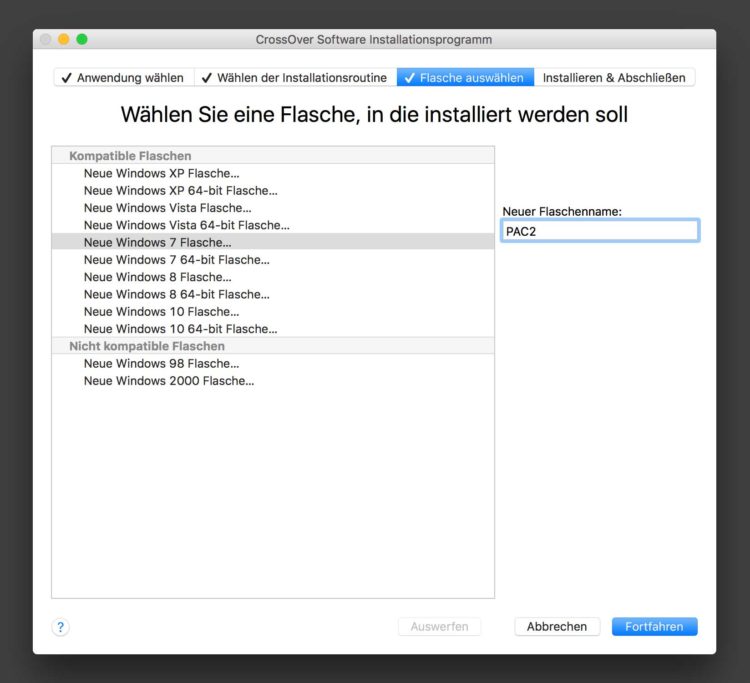 CrossOver Software Installationsprogramm
✓ Anwendung wählen ✓ Wählen der Installationsroutine ✓ Flasche auswählen Installieren & Abschließen
Wählen Sie eine Flasche, in die installiert werden soll
Kompatible Flaschen
Neue Windows XP Flasche...
Neue Windows XP 64-bit Flasche...
Neue Windows Vista Flasche...
Neue Windows Vista 64-bit Flasche...
Neue Windows 7 Flasche...
Neue Windows 7 64-bit Flasche...
Neue Windows 8 Flasche...
Neue Windows 8 64-bit Flasche...
Neue Windows 10 Flasche...
Neue Windows 10 64-bit Flasche...
Nicht kompatible Flaschen
Neue Windows 98 Flasche...
Neue Windows 2000 Flasche...
Neuer Flaschenname:
PAC2
? Auswerfen Abbrechen Fortfahren